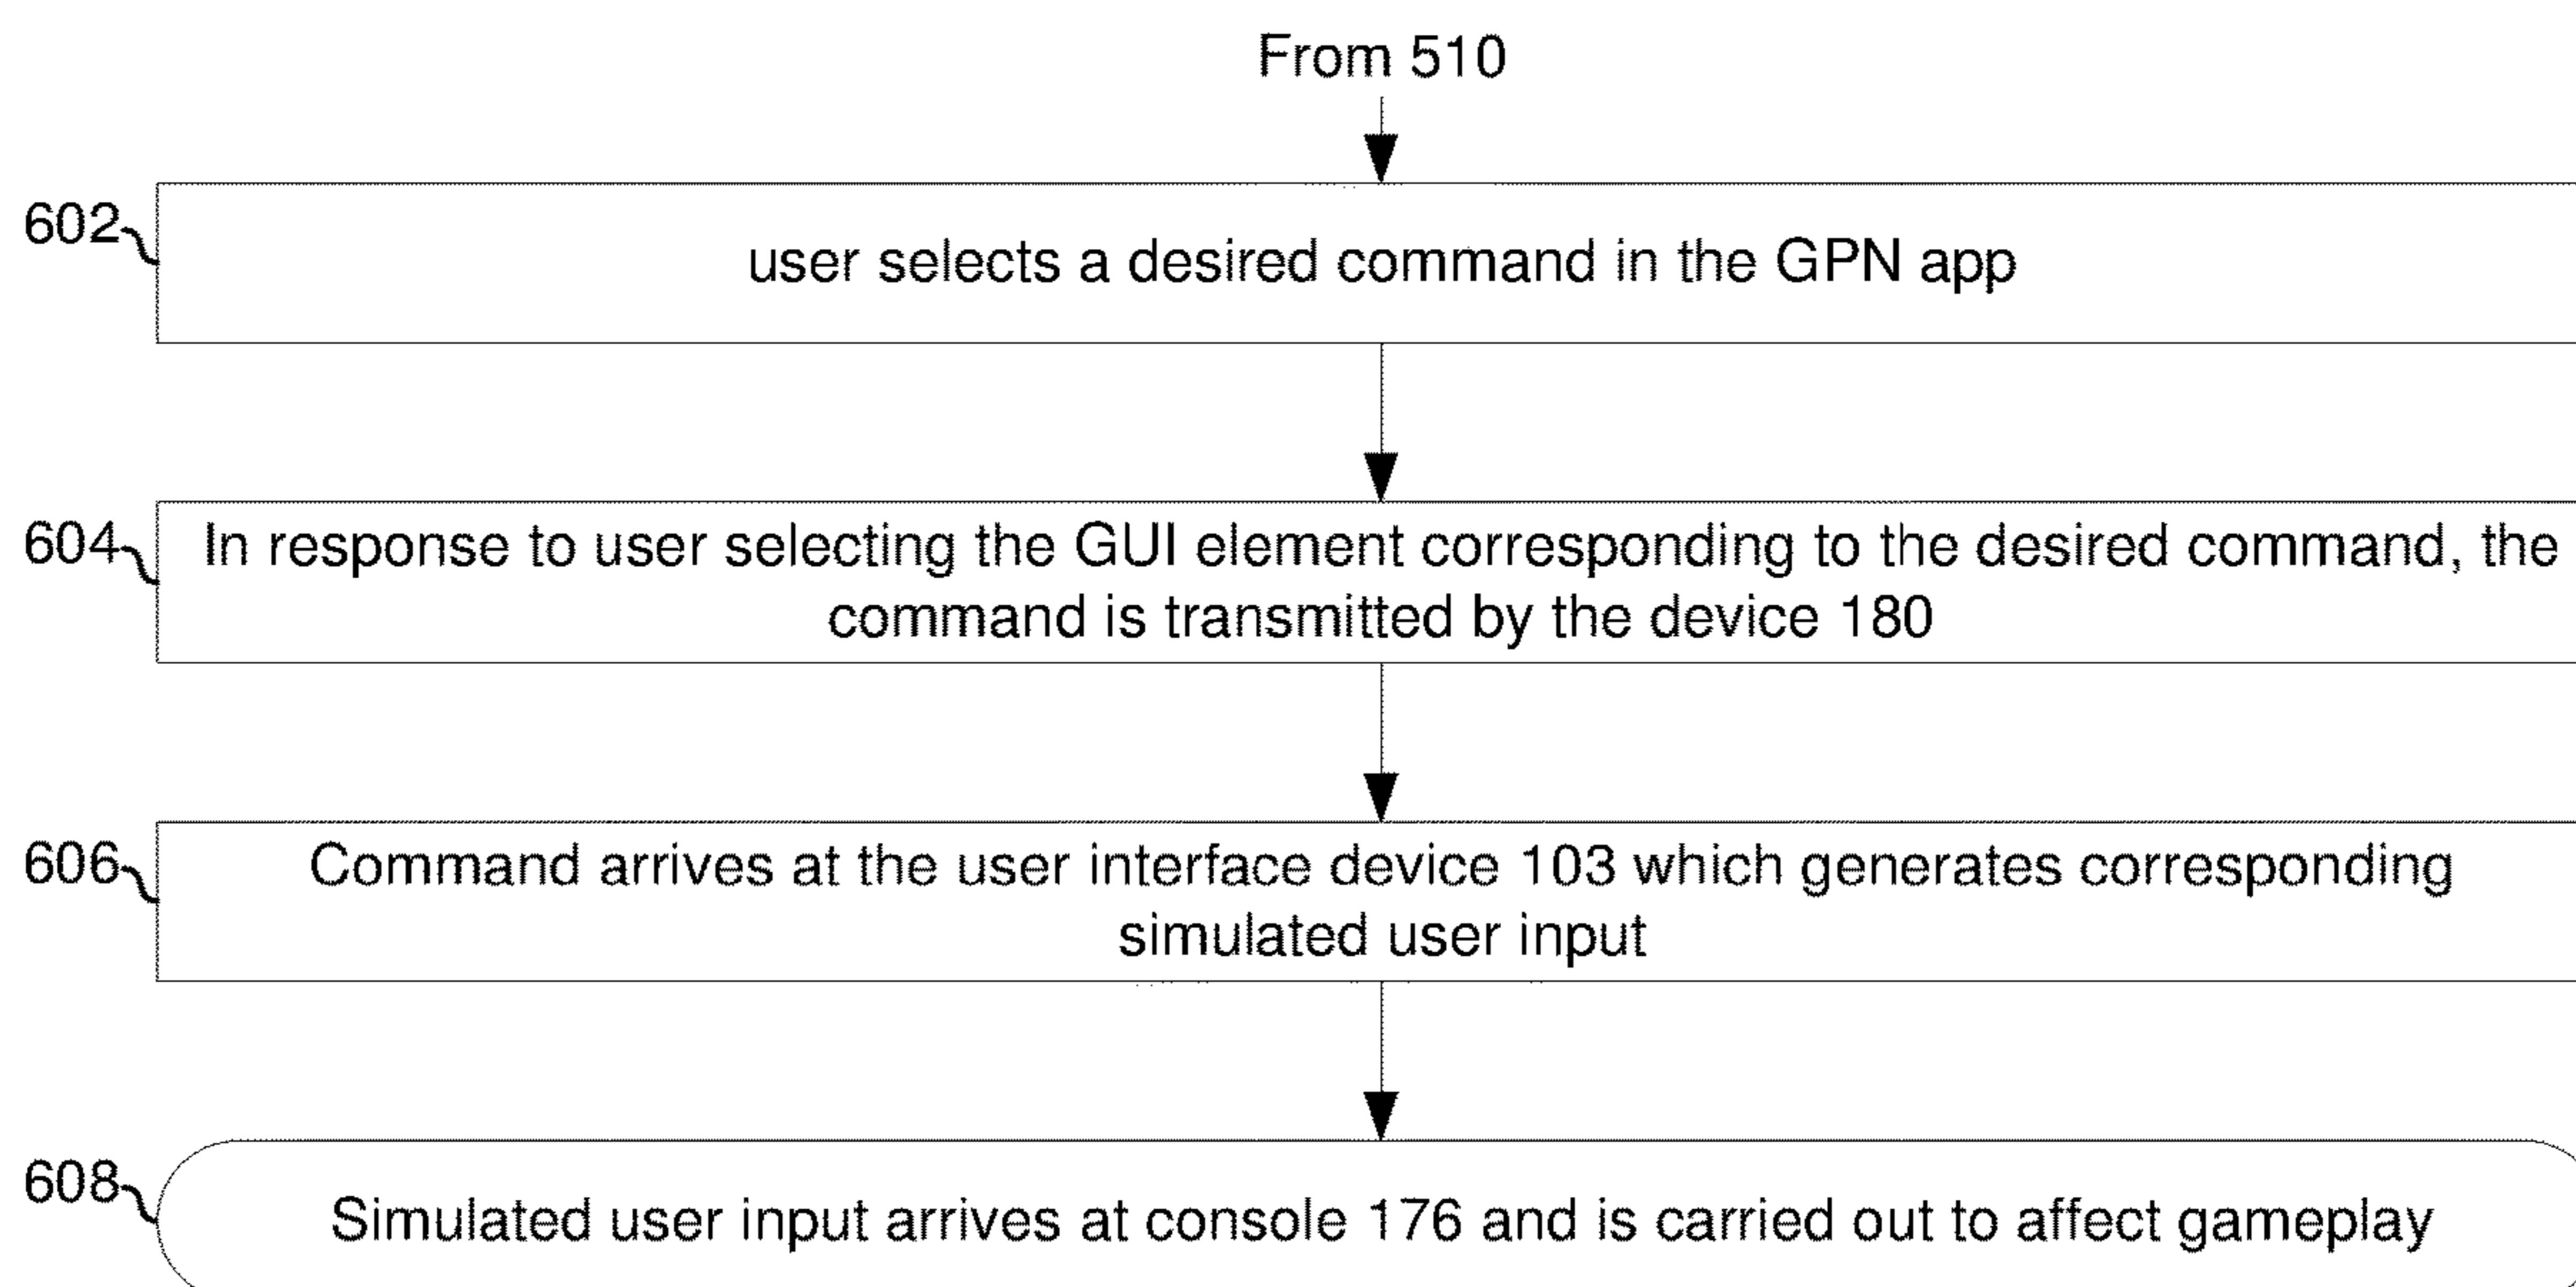 From 510
602
user selects a desired command in the GPN app
604
In response to user selecting the GUI element corresponding to the desired command, the
command is transmitted by the device 180
606
Command arrives at the user interface device 103 which generates corresponding
simulated user input
608
Simulated user input arrives at console 176 and is carried out to affect gameplay